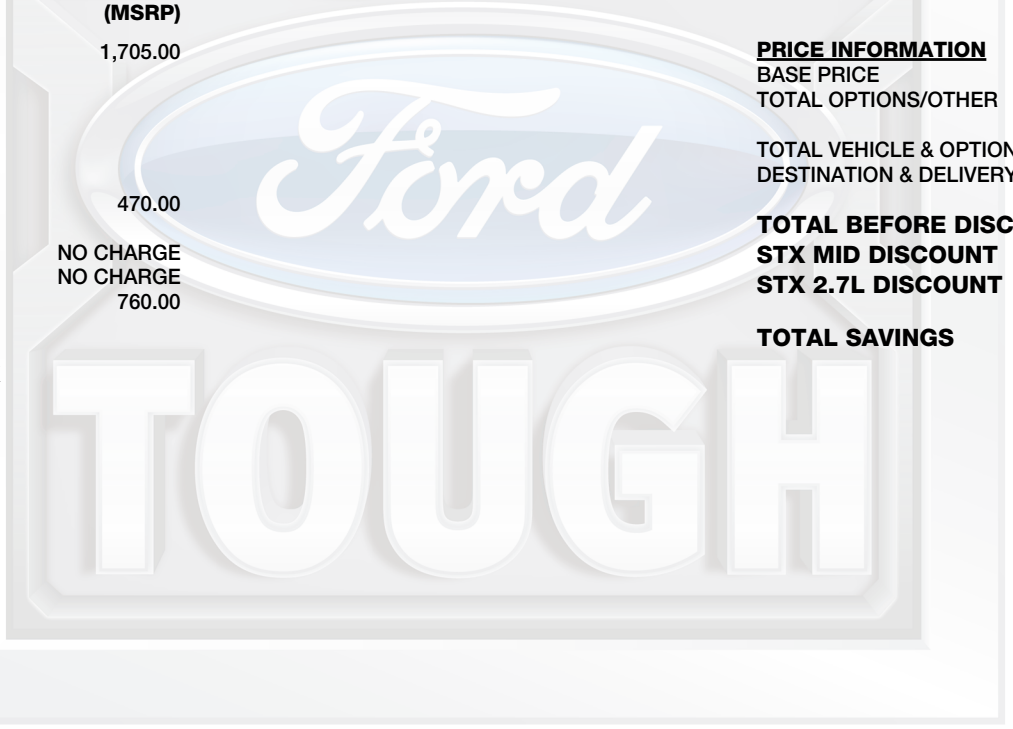 (MSRP)
1,705.00
470.00
NO CHARGE
NO CHARGE
760.00
PRICE INFORMATION
BASE PRICE
TOTAL OPTIONS/OTHER
TOTAL VEHICLE & OPTION
DESTINATION & DELIVERY
TOTAL BEFORE DISC
STX MID DISCOUNT
STX 2.7L DISCOUNT
TOTAL SAVINGS
Ford
TOUGH